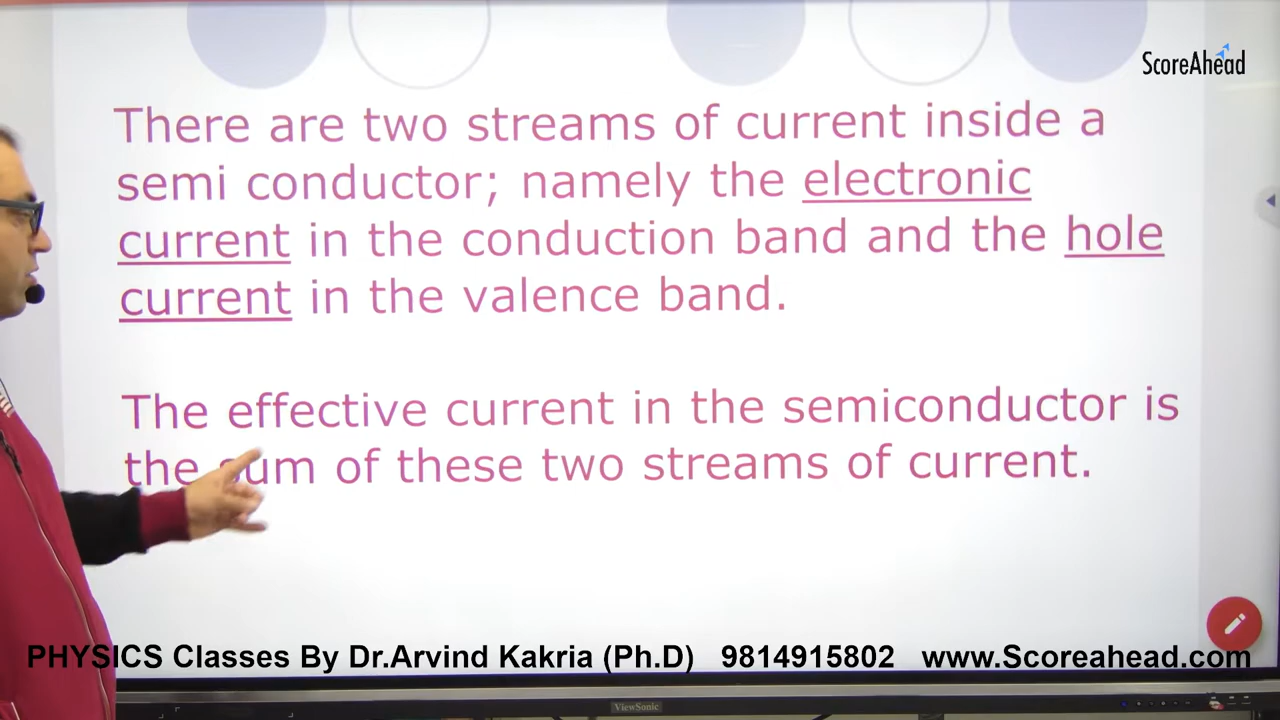 ScoreAhead
There are two streams of current inside a
semi conductor; namely the electronic
current in the conduction band and the hole
current in the valence band.
The effective current in the semiconductor is
the sum of these two streams of current.
PHYSICS Classes By Dr.Arvind Kakria (Ph.D) 9814915802 www.Scoreahead.com
ViewSonic